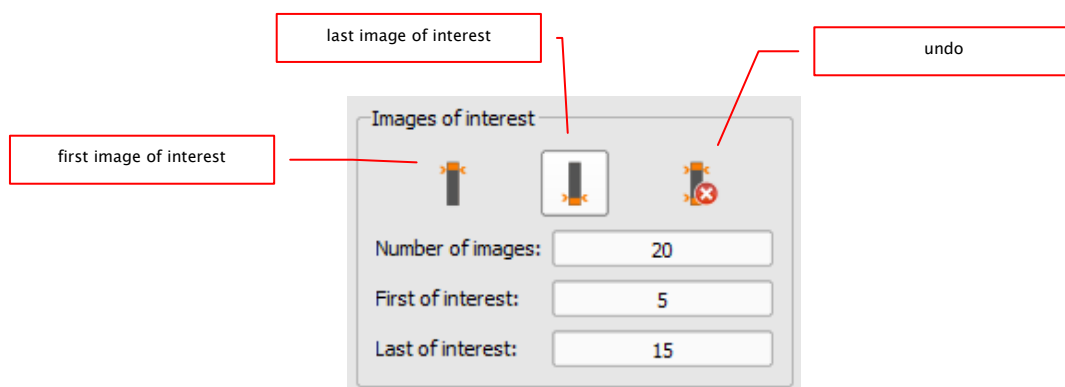 last image of interest
undo
Images of interest
first image of interest
Number of images: 20
First of interest: 5
Last of interest: 15